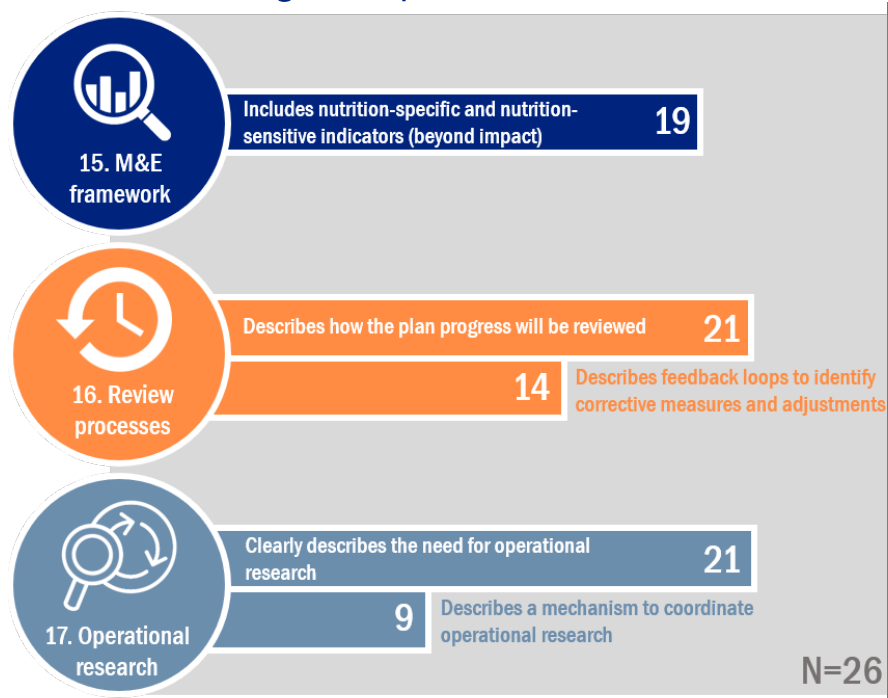 15. M&E
framework
Includes nutrition-specific and nutrition-
sensitive indicators (beyond impact)
19
16. Review
processes
Describes how the plan progress will be reviewed
21
14
Describes feedback loops to identify
corrective measures and adjustments
17. Operational
research
Clearly describes the need for operational
research
21
9
Describes a mechanism to coordinate
operational research
N=26